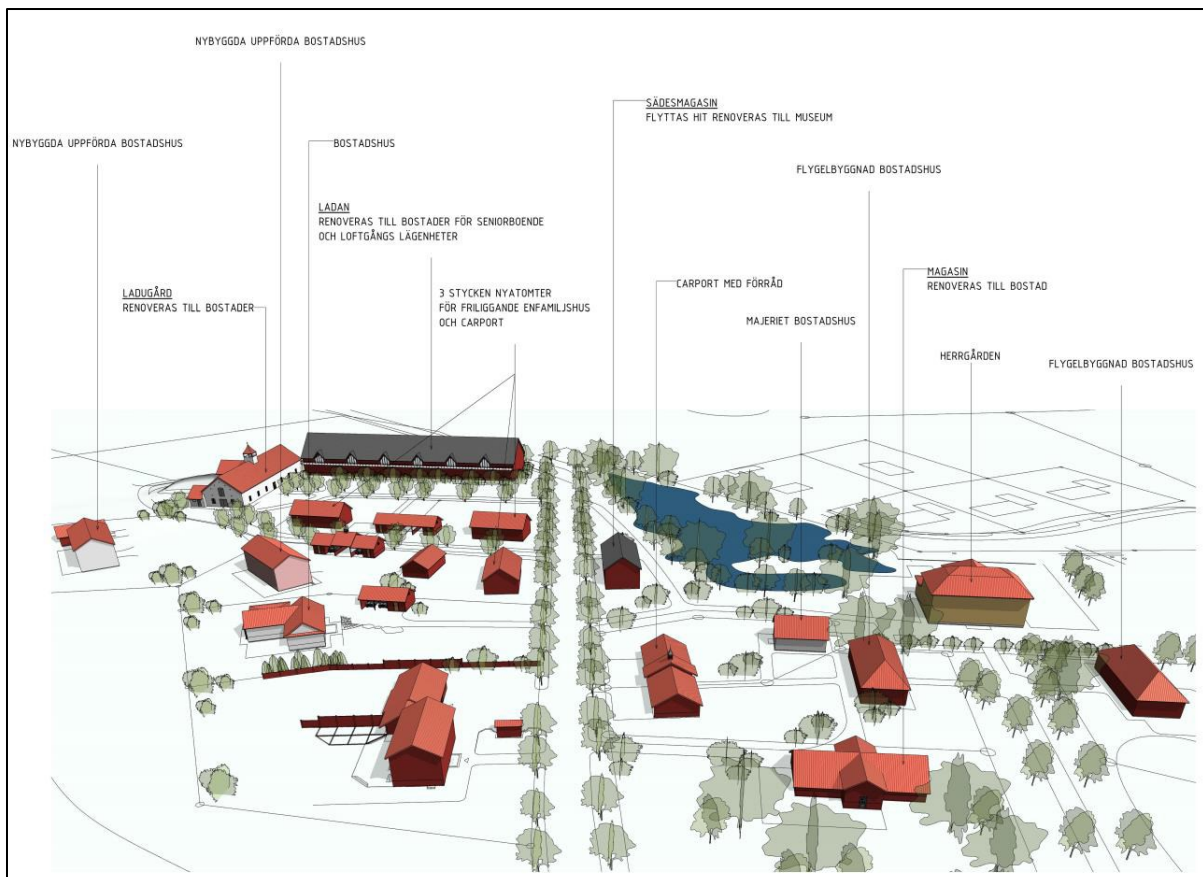 NYBYGGDA UPPFÖRDA BOSTADSHUS
NYBYGGDA UPPFÖRDA BOSTADSHUS
BOSTADSHUS
SÄDESMAGASIN
FLYTTAS HIT RENOVERAS TILL MUSEUM
FLYGELBYGGNAD BOSTADSHUS
LADAN
RENOVERAS TILL BOSTADER FÖR SENIORBOENDE
OCH LOFTGÅNGS LÄGENHETER
LADUGÅRD
RENOVERAS TILL BOSTADER
3 STYCKEN NYATOMTER
FÖR FRILIGGANDE ENFAMILJSHUS
OCH CARPORT
CARPORT MED FÖRRÅD
MAGASIN
RENOVERAS TILL BOSTAD
MAJERIET BOSTADSHUS
HERRGÅRDEN
FLYGELBYGGNAD BOSTADSHUS